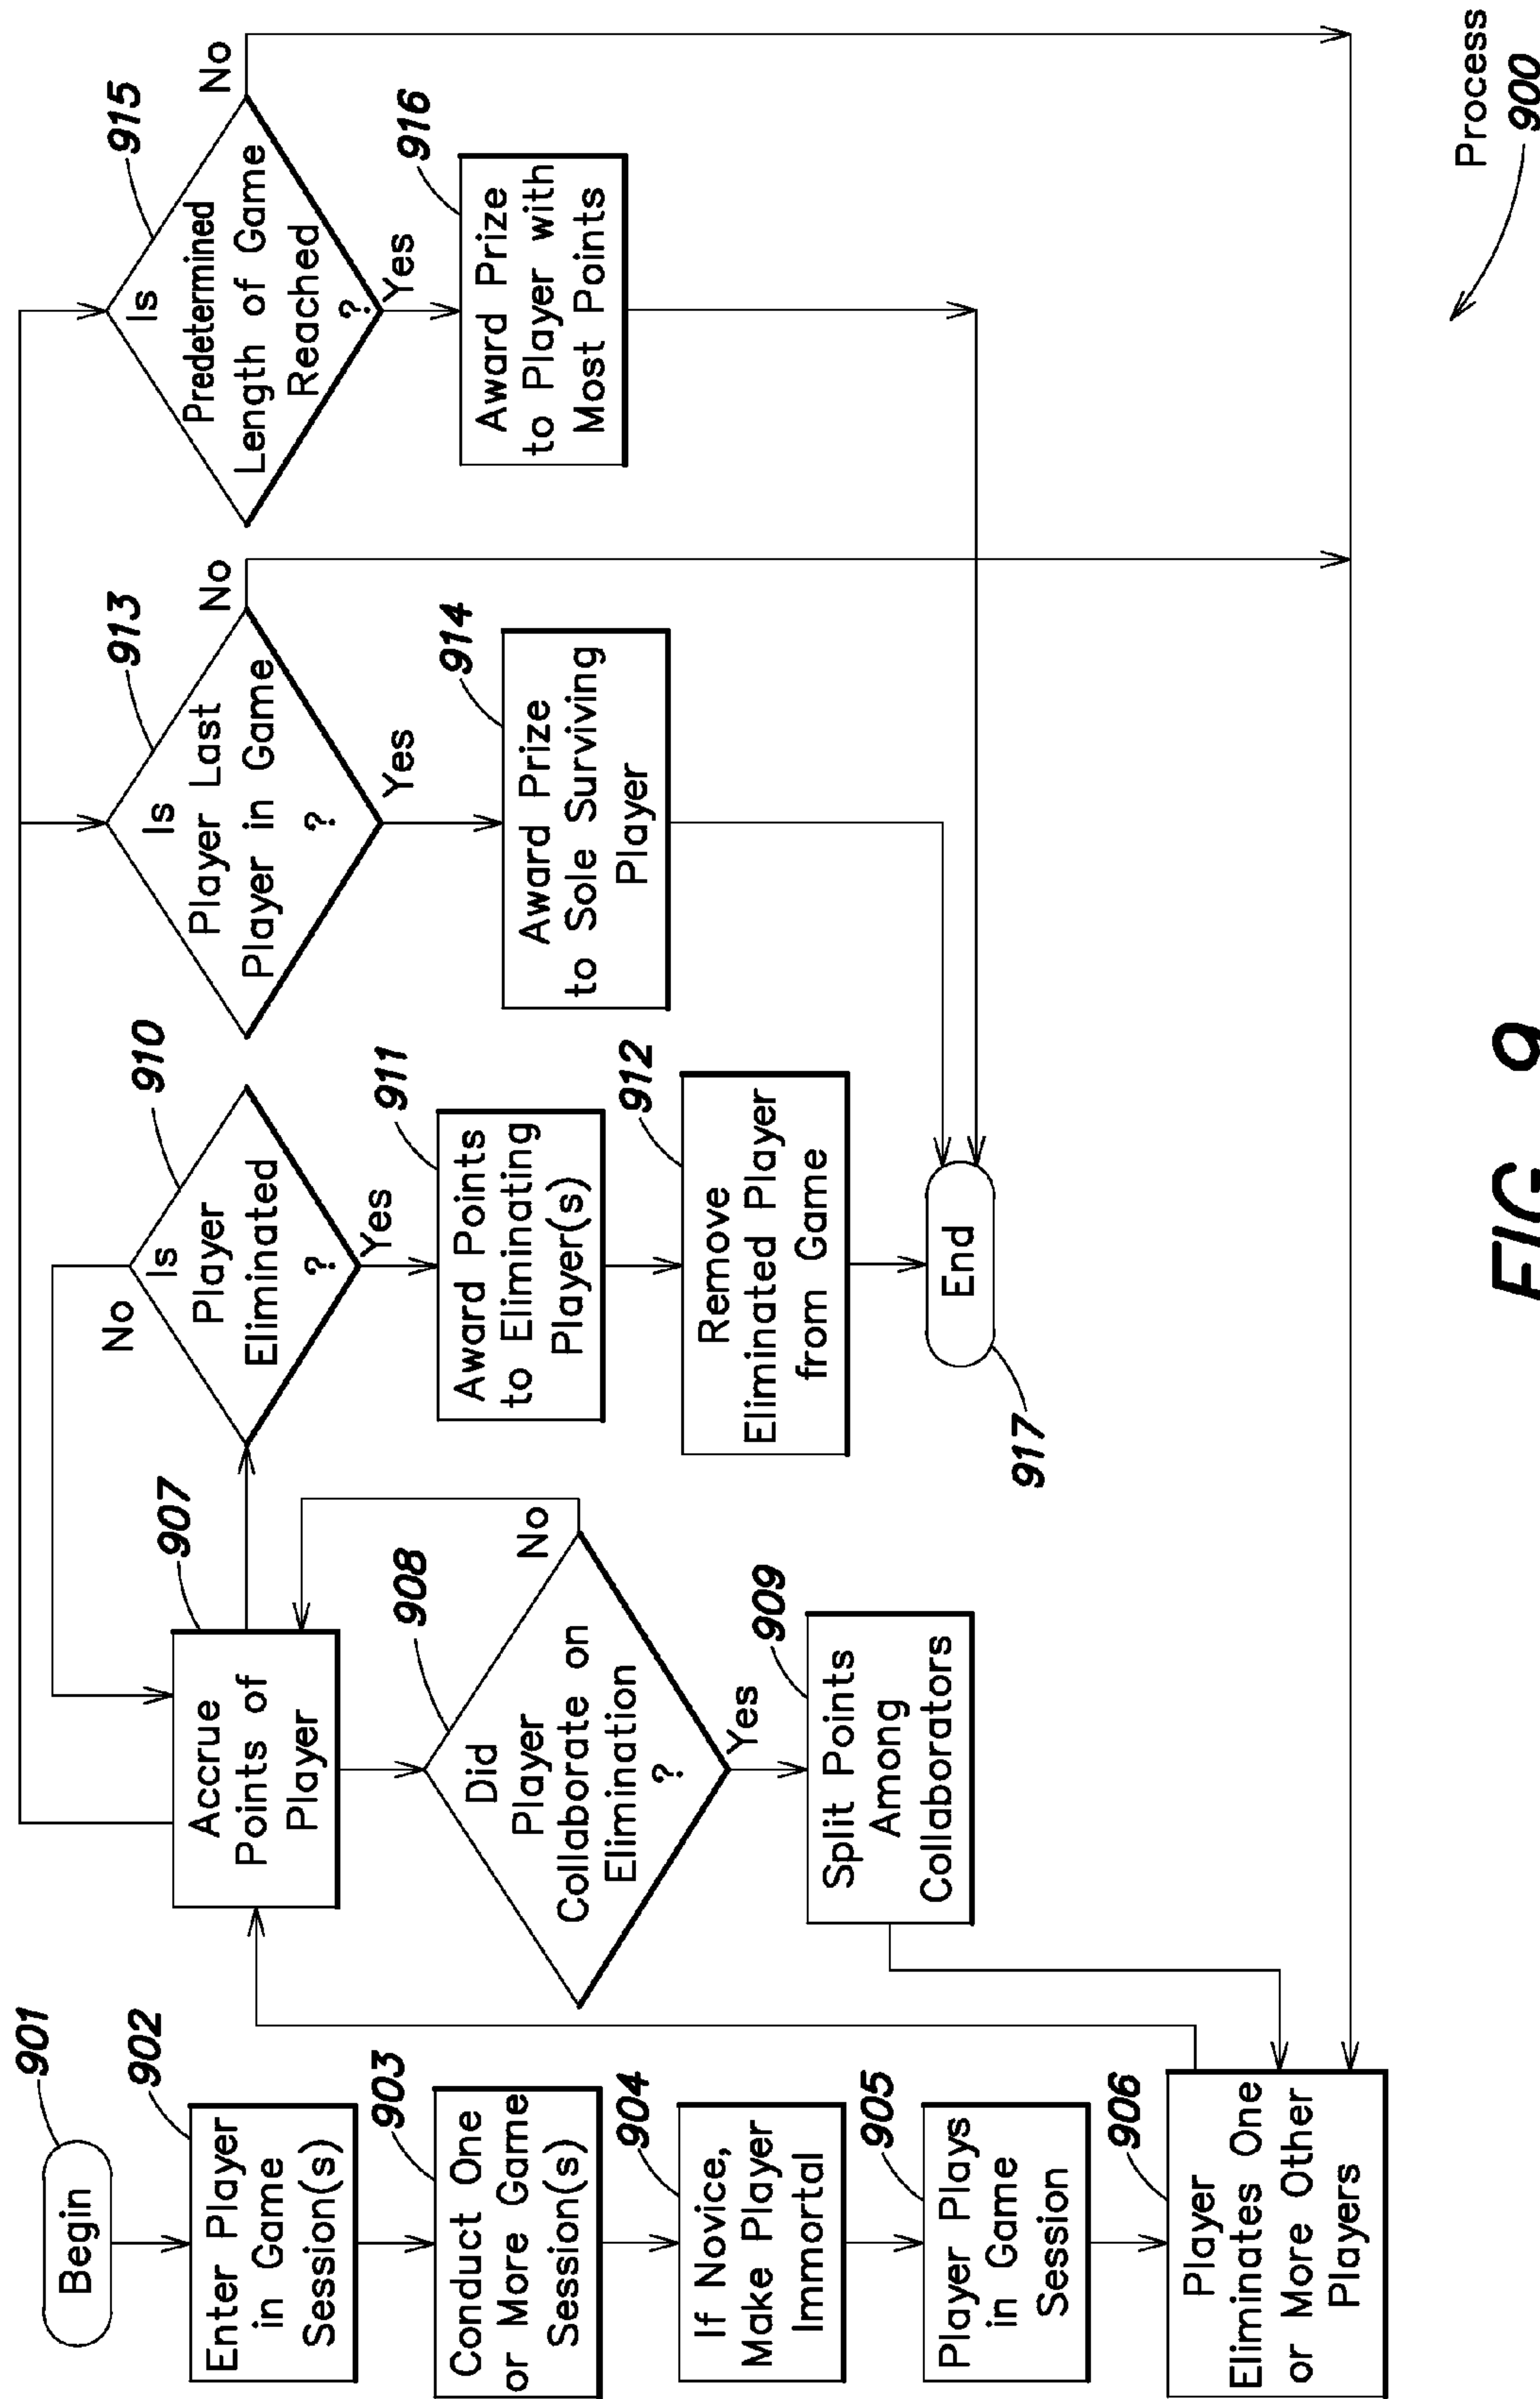 901
Begin
902
Enter Player
in Game
Session(s)
903
Conduct One
or More Game
Session(s)
904
If Novice,
Make Player
Immortal
905
Player Plays
in Game
Session
906
Player
Eliminates One
or More Other
Players
907
Accrue
Points of
Player
908
Did
Player
Collaborate on
Elimination
?
No
Yes
909
Split Points
Among
Collaborators
910
No
Is
Player
Eliminated
?
Yes
911
Award Points
to Eliminating
Player(s)
912
Remove
Eliminated Player
from Game
End
917
913
Is
Player Last
Player in Game
?
No
Yes
914
Award Prize
to Sole Surviving
Player
915
Is
Predetermined
Length of Game
Reached
?
No
Yes
916
Award Prize
to Player with
Most Points
Process
900
FIG. 9